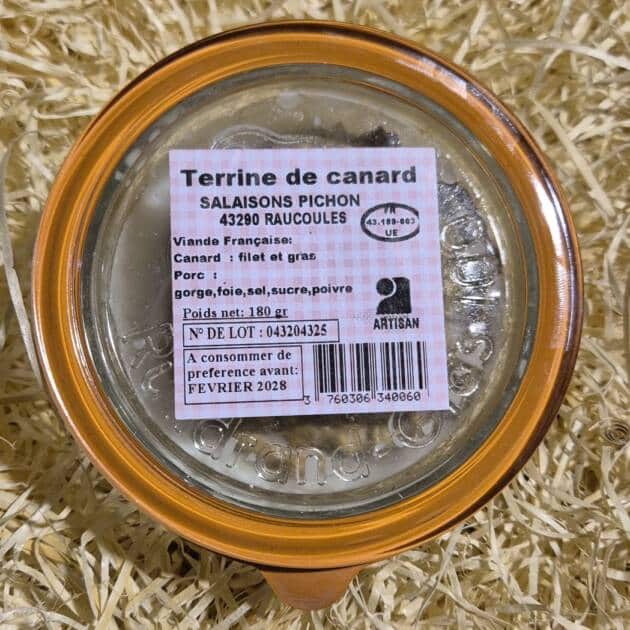 Terrine de canard
SALAISONS PICHON
43290 RAUCOULES
FR
43.189-003
UE
Viande Française:
Canard : filet et gras
Porc :
gorge,foie,sel,sucre,poivre
Poids net: 180 gr
ARTISAN
N° DE LOT : 043204325
A consommer de
preference avant:
FEVRIER 2028
3 760306 340060